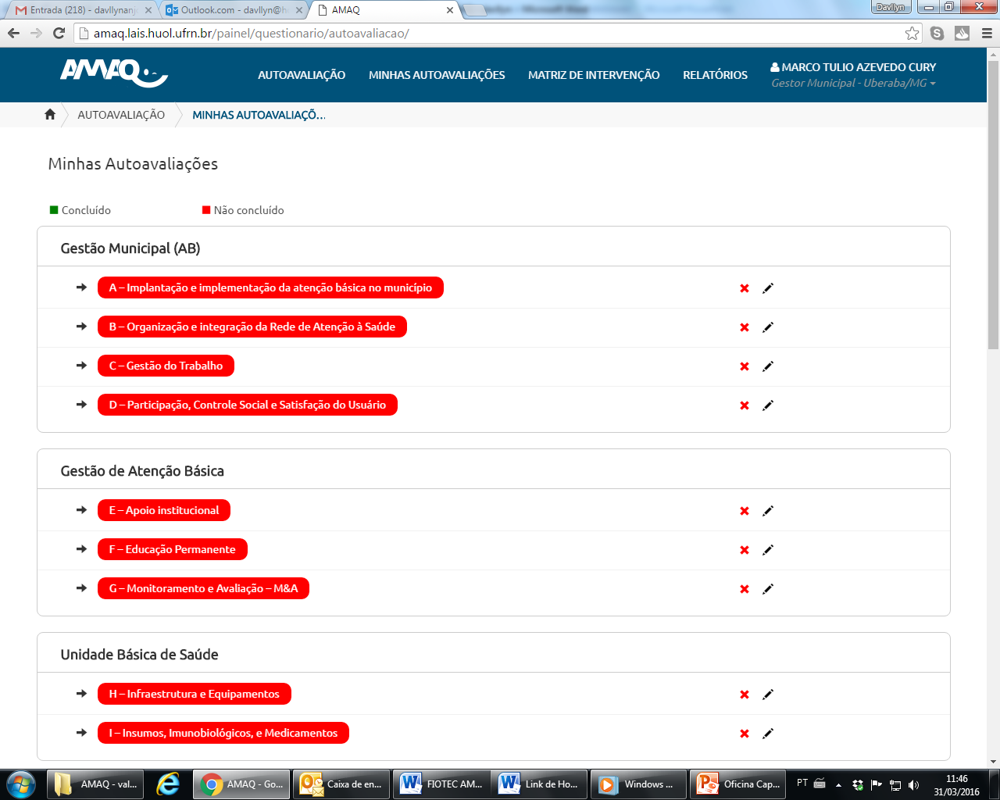 Entrada (218) - davllynanj
Outlook.com - davllyn@h
AMAQ
Davllyn
amaq.lais.huol.ufrn.br/painel/questionario/autoavaliacao/
AMAQ
AUTOAVALIAÇÃO
MINHAS AUTOAVALIAÇÕES
MATRIZ DE INTERVENÇÃO
RELATÓRIOS
MARCO TULIO AZEVEDO CURY
Gestor Municipal - Uberaba/MG
AUTOAVALIAÇÃO
MINHAS AUTOAVALIAÇÕ...
Minhas Autoavaliações
Concluído
Não concluído
Gestão Municipal (AB)
A – Implantação e implementação da atenção básica no município
B – Organização e integração da Rede de Atenção à Saúde
C – Gestão do Trabalho
D – Participação, Controle Social e Satisfação do Usuário
Gestão de Atenção Básica
E – Apoio institucional
F – Educação Permanente
G – Monitoramento e Avaliação – M&A
Unidade Básica de Saúde
H – Infraestrutura e Equipamentos
I – Insumos, Imunobiológicos, e Medicamentos
AMAQ - val...
AMAQ - Go...
Caixa de en...
FIOTEC AM...
Link de Ho...
Windows ...
Oficina Cap...
PT
11:46
31/03/2016